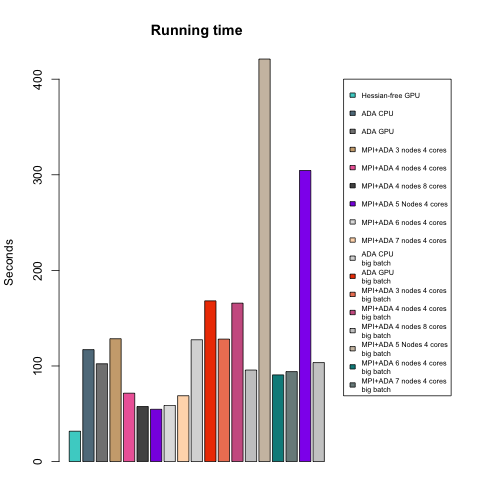 Running time
Seconds
0
100
200
300
400
Hessian-free GPU
ADA CPU
ADA GPU
MPI+ADA 3 nodes 4 cores
MPI+ADA 4 nodes 4 cores
MPI+ADA 4 nodes 8 cores
MPI+ADA 5 Nodes 4 cores
MPI+ADA 6 nodes 4 cores
MPI+ADA 7 nodes 4 cores
ADA CPU
big batch
ADA GPU
big batch
MPI+ADA 3 nodes 4 cores
big batch
MPI+ADA 4 nodes 4 cores
big batch
MPI+ADA 4 nodes 8 cores
big batch
MPI+ADA 5 Nodes 4 cores
big batch
MPI+ADA 6 nodes 4 cores
big batch
MPI+ADA 7 nodes 4 cores
big batch